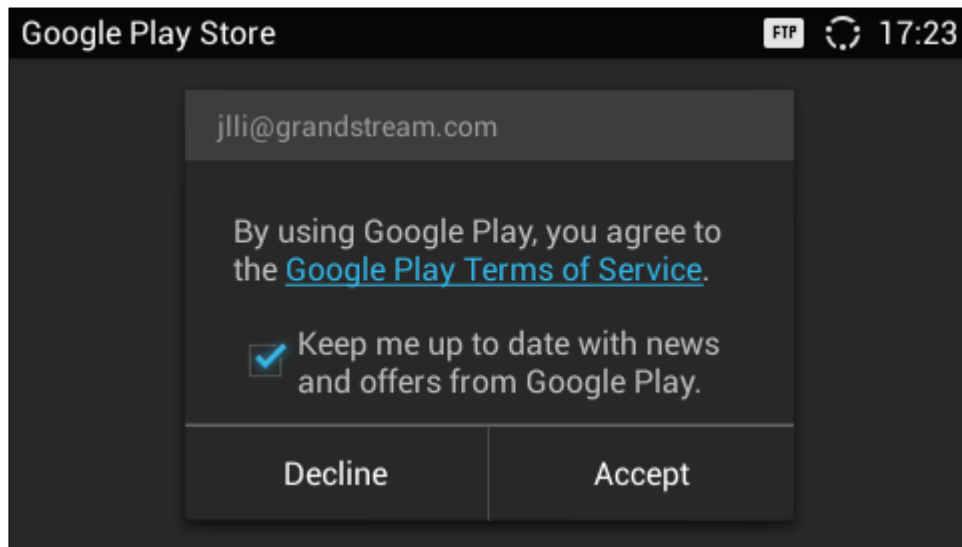 Google Play Store FTP 17:23
jlli@grandstream.com
By using Google Play, you agree to
the Google Play Terms of Service.
Keep me up to date with news
and offers from Google Play.
Decline Accept